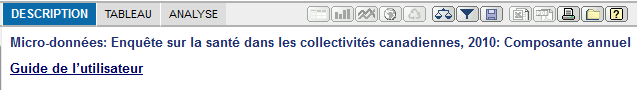 DESCRIPTION TABLEAU ANALYSE
Micro-données: Enquête sur la santé dans les collectivités canadiennes, 2010: Composante annuel
Guide de l’utilisateur